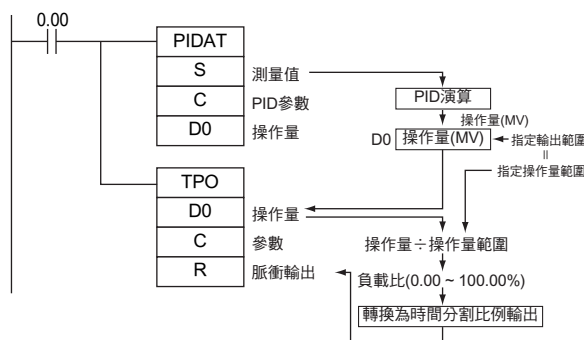 0.00
PIDAT
S 測量值
C PID參數
D0 操作量
PID演算
操作量(MV)
D0 操作量(MV) 指定輸出範圍
=
指定操作量範圍
TPO
D0 操作量
C 參數
R 脈衝輸出
操作量÷操作量範圍
負載比(0.00 ~ 100.00%)
轉換為時間分割比例輸出